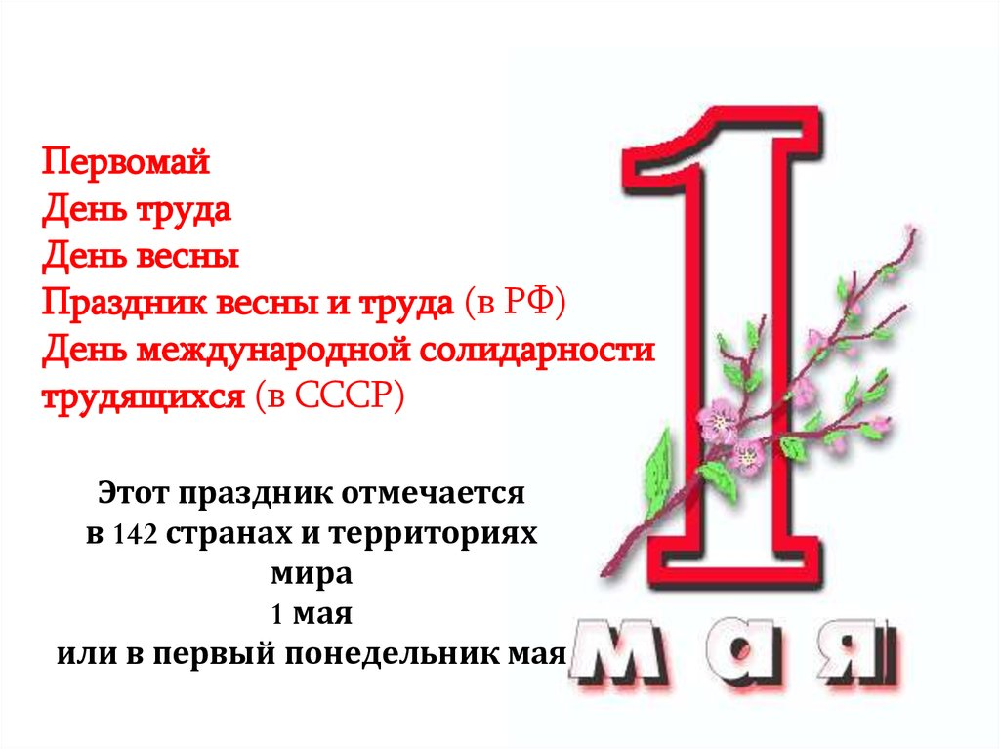 Первомай
День труда
День весны
Праздник весны и труда (в РФ)
День международной солидарности
трудящихся (в СССР)
Этот праздник отмечается
в 142 странах и территориях
мира
1 мая
или в первый понедельник мая
1
мая